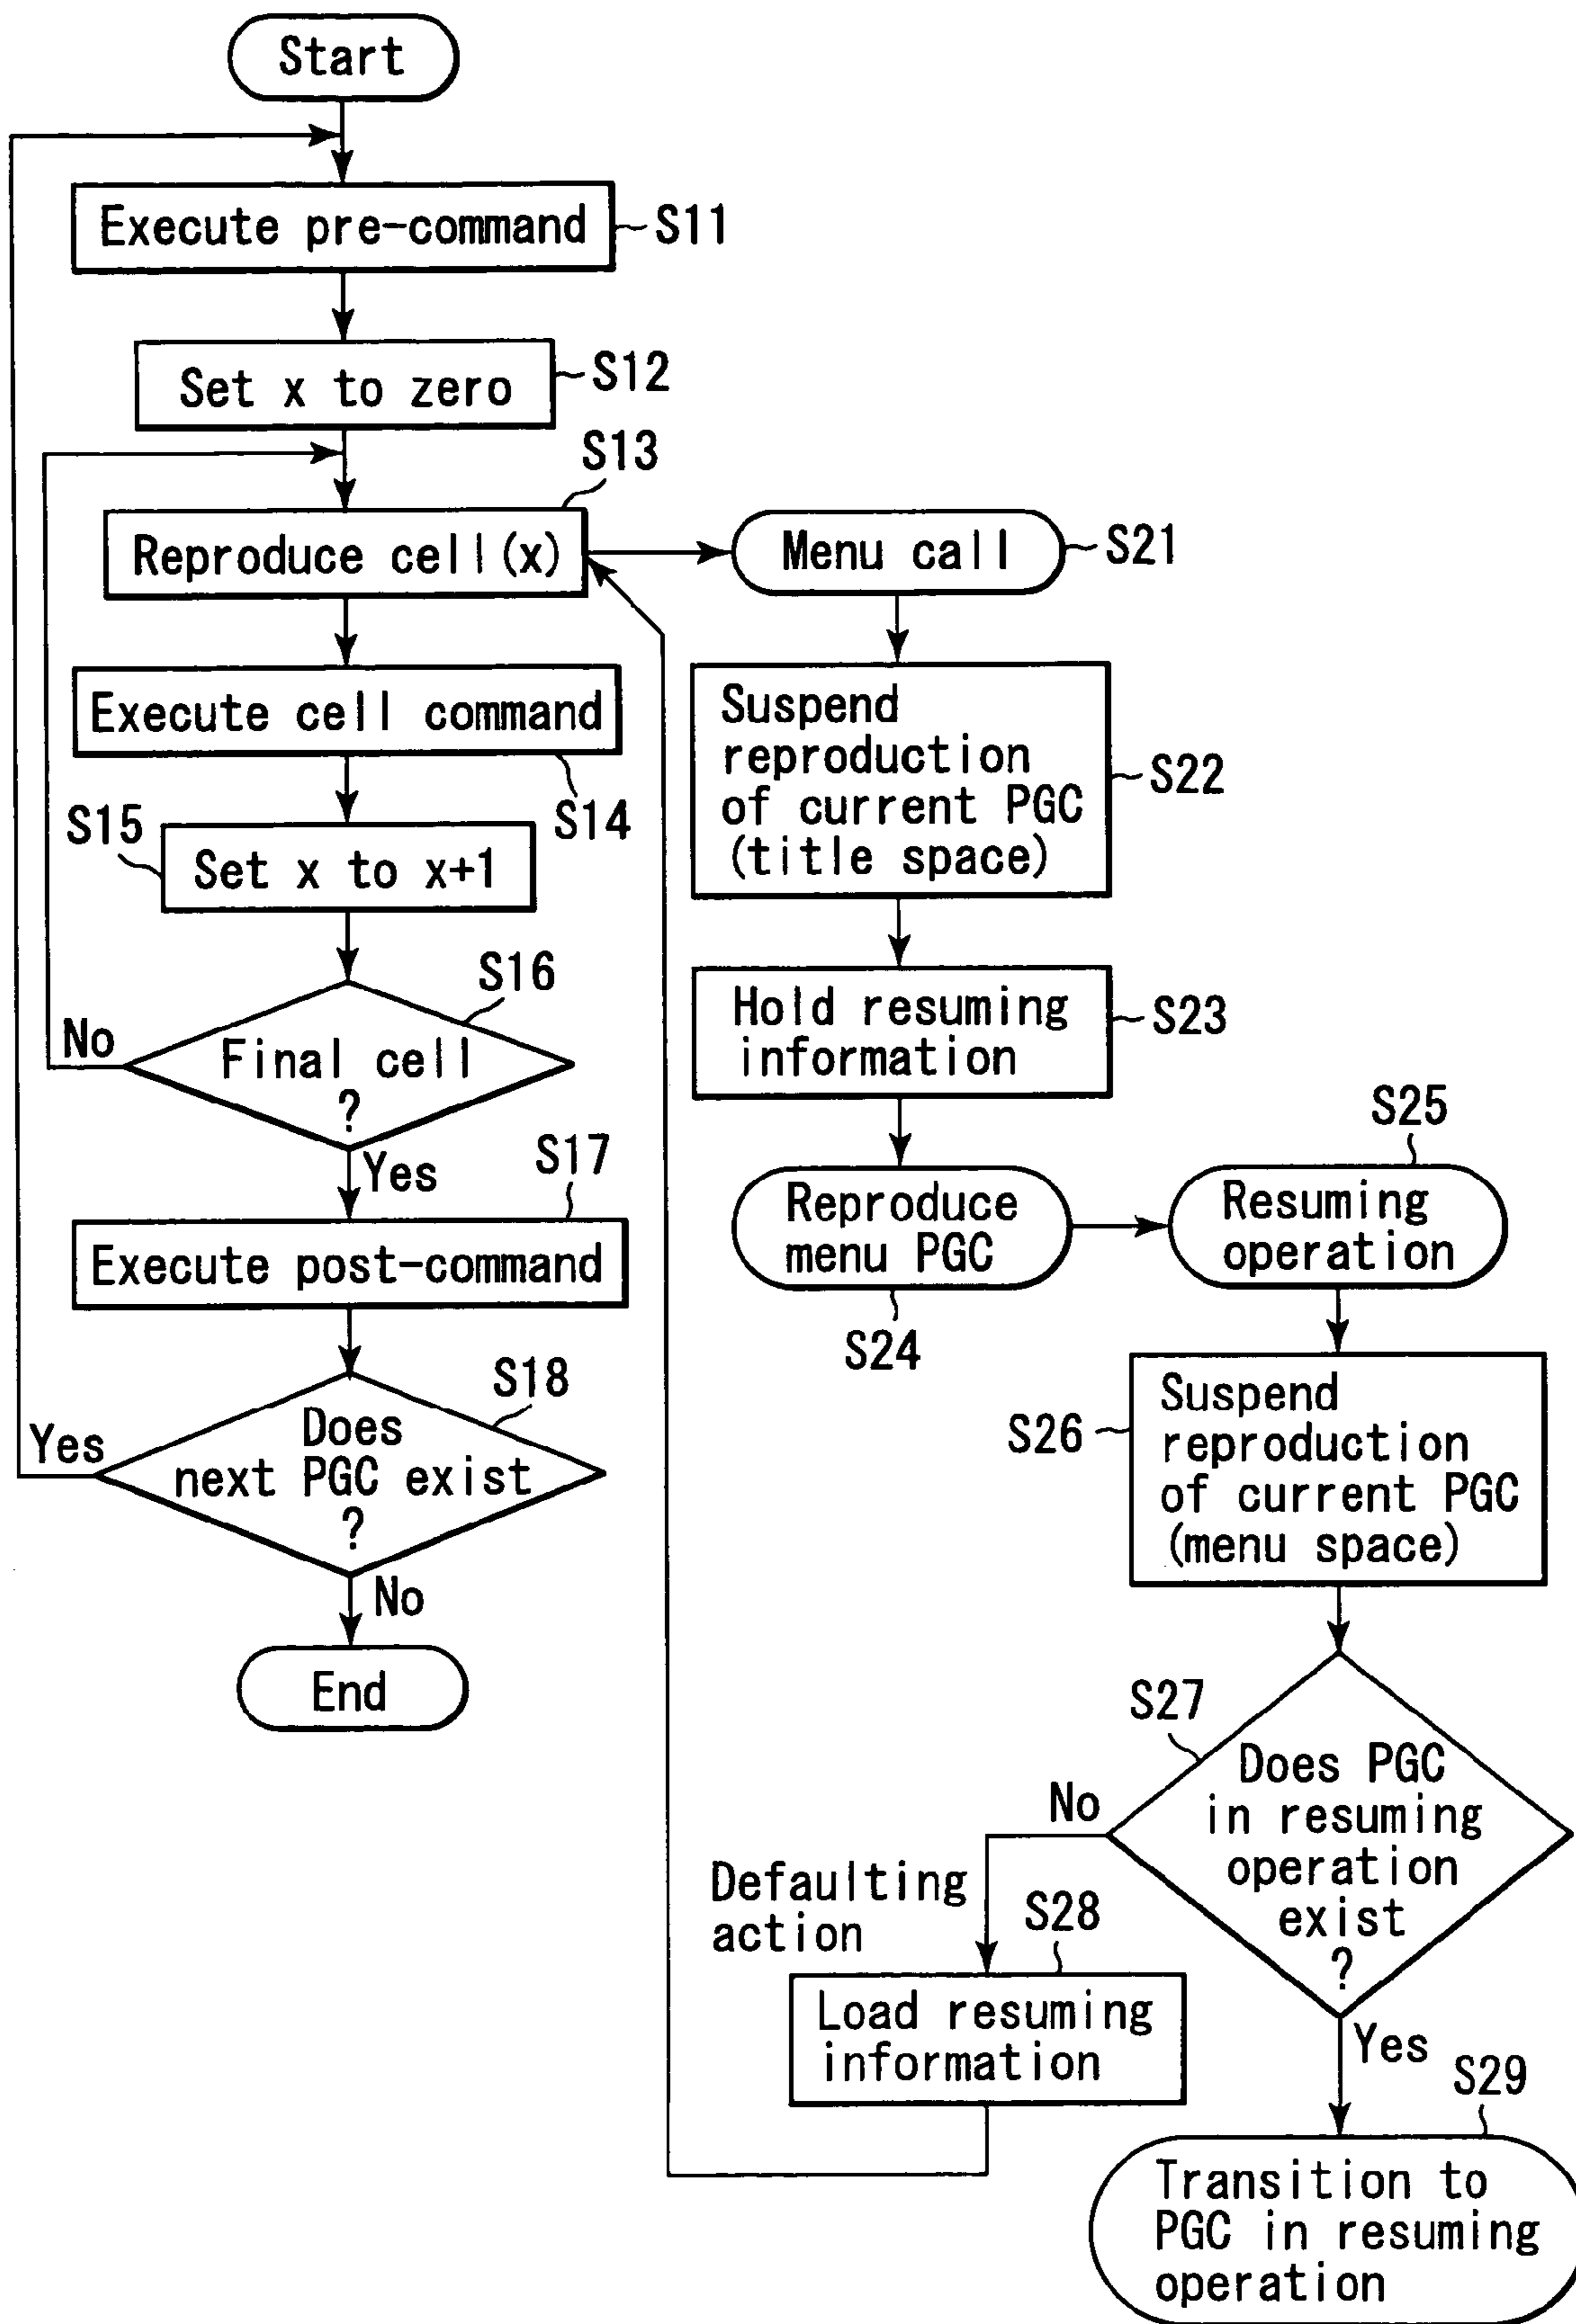 Start
Execute pre-command
S11
Set x to zero
S12
S13
Reproduce cell(x)
Execute cell command
S14
S15
Set x to x+1
S16
No
Final cell
?
Yes
S17
Execute post-command
S18
Yes
Does
next PGC exist
?
No
End
Menu call
S21
Suspend
reproduction
of current PGC
(title space)
S22
Hold resuming
information
S23
Reproduce
menu PGC
S24
S25
Resuming
operation
S26
Suspend
reproduction
of current PGC
(menu space)
S27
Does PGC
in resuming
operation
exist
?
No
Defaulting
action
S28
Load resuming
information
Yes
S29
Transition to
PGC in resuming
operation